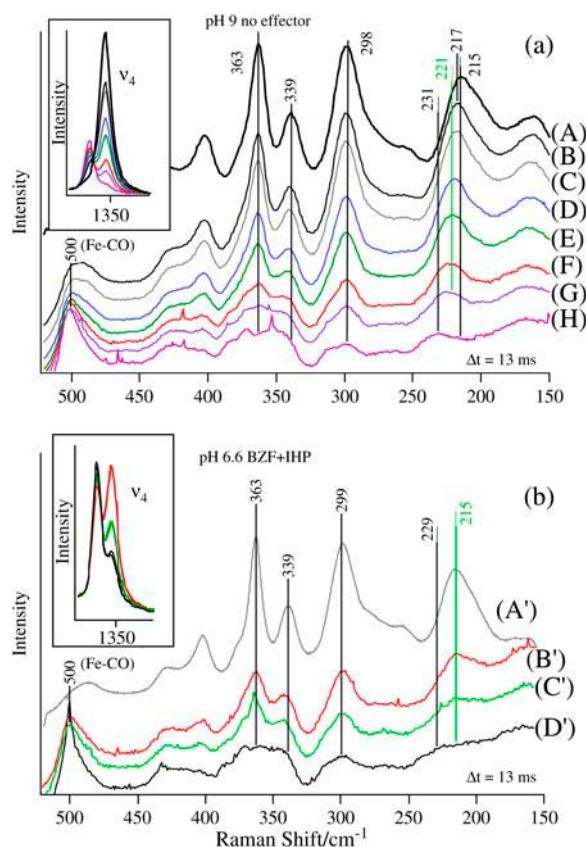 pH 9 no effector
(a)
ν4
Intensity
1350
363
339
298
231
221
217
215
(A)
(B)
(C)
(D)
(E)
(F)
(G)
(H)
500
(Fe-CO)
Intensity
Δt = 13 ms
500
450
400
350
300
250
200
150
pH 6.6 BZF+IHP
(b)
ν4
Intensity
1350
363
339
299
229
215
(A')
(B')
(C')
(D')
500
(Fe-CO)
Intensity
Δt = 13 ms
500
450
400
350
300
250
200
150
Raman Shift/cm-1